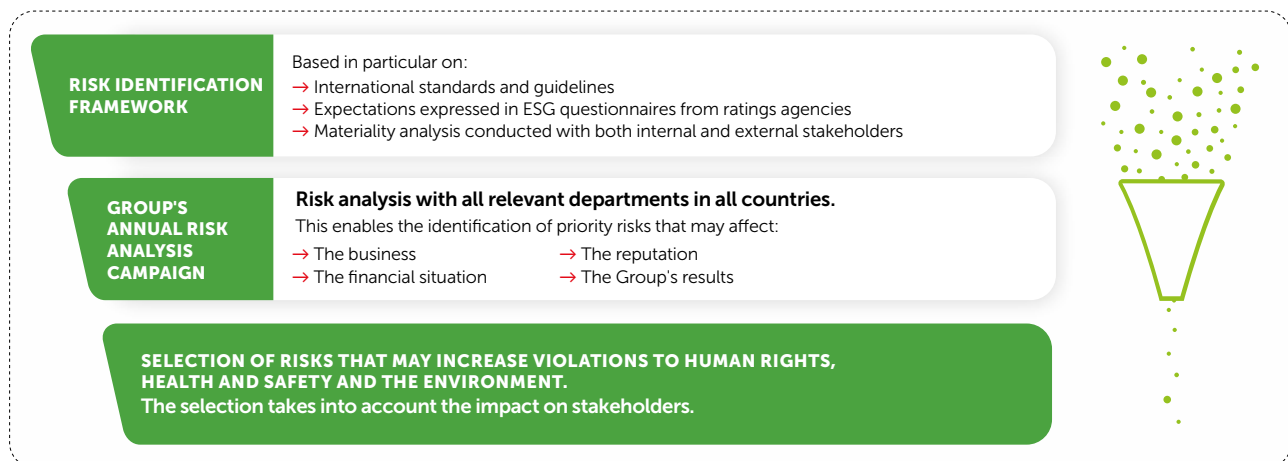 RISK IDENTIFICATION
FRAMEWORK
Based in particular on:
→ International standards and guidelines
→ Expectations expressed in ESG questionnaires from ratings agencies
→ Materiality analysis conducted with both internal and external stakeholders
GROUP'S
ANNUAL RISK
ANALYSIS
CAMPAIGN
Risk analysis with all relevant departments in all countries.
This enables the identification of priority risks that may affect:
→ The business
→ The financial situation
→ The reputation
→ The Group's results
SELECTION OF RISKS THAT MAY INCREASE VIOLATIONS TO HUMAN RIGHTS,
HEALTH AND SAFETY AND THE ENVIRONMENT.
The selection takes into account the impact on stakeholders.